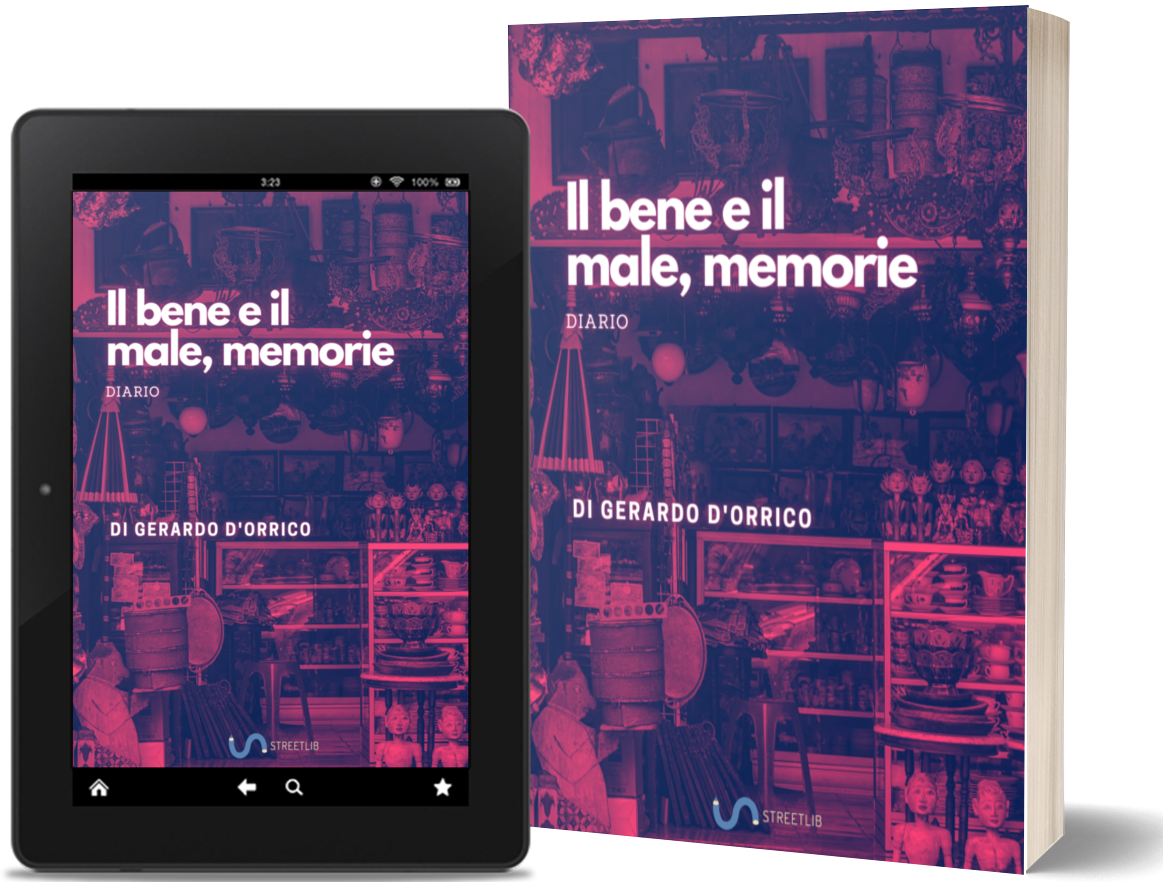 3:23
100%
Il bene e il
male, memorie
DIARIO
DI GERARDO D'ORRICO
STREETLIB
Il bene e il
male, memorie
DIARIO
DI GERARDO D'ORRICO
STREETLIB